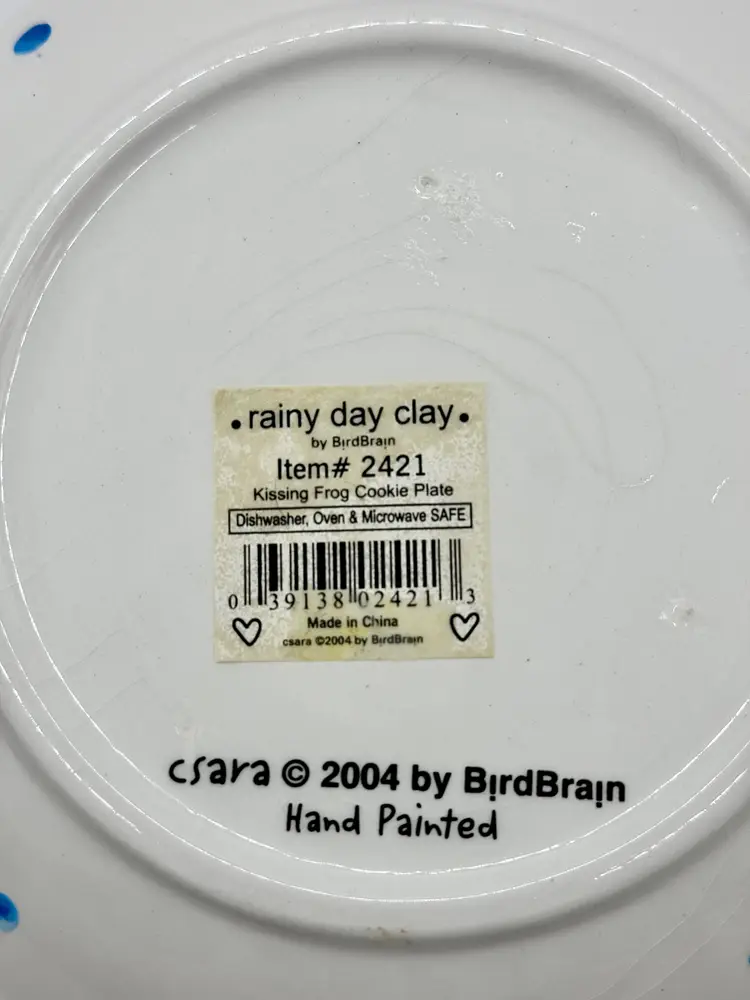 • rainy day clay •
by BirdBrain
Item# 2421
Kissing Frog Cookie Plate
Dishwasher, Oven & Microwave SAFE
0 39138 02421 3
Made in China
csara ©2004 by BirdBrain
csara © 2004 by BirdBrain
Hand Painted